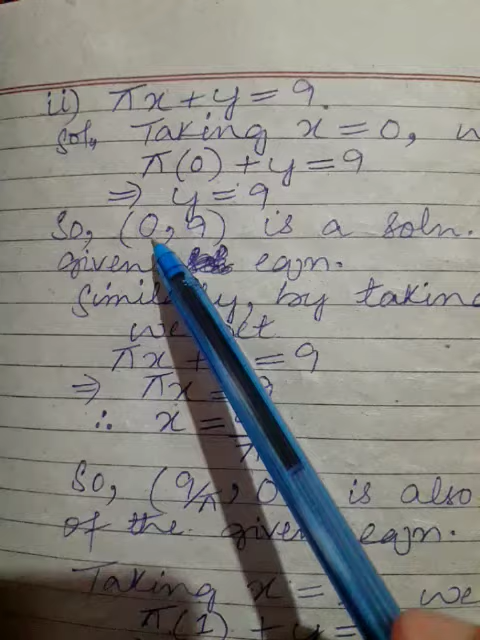 ii) πx + y = 9.
Sol, Taking x = 0, w
π(0) + y = 9
⇒ y = 9
So, (0, 9) is a soln.
given eqn.
Similarly, by taking
we get
πx + = 9
⇒ πx =
∴ x =
So, (9/π, 0 is also
of the given eqn.
Taking x = we
π(1) + y =